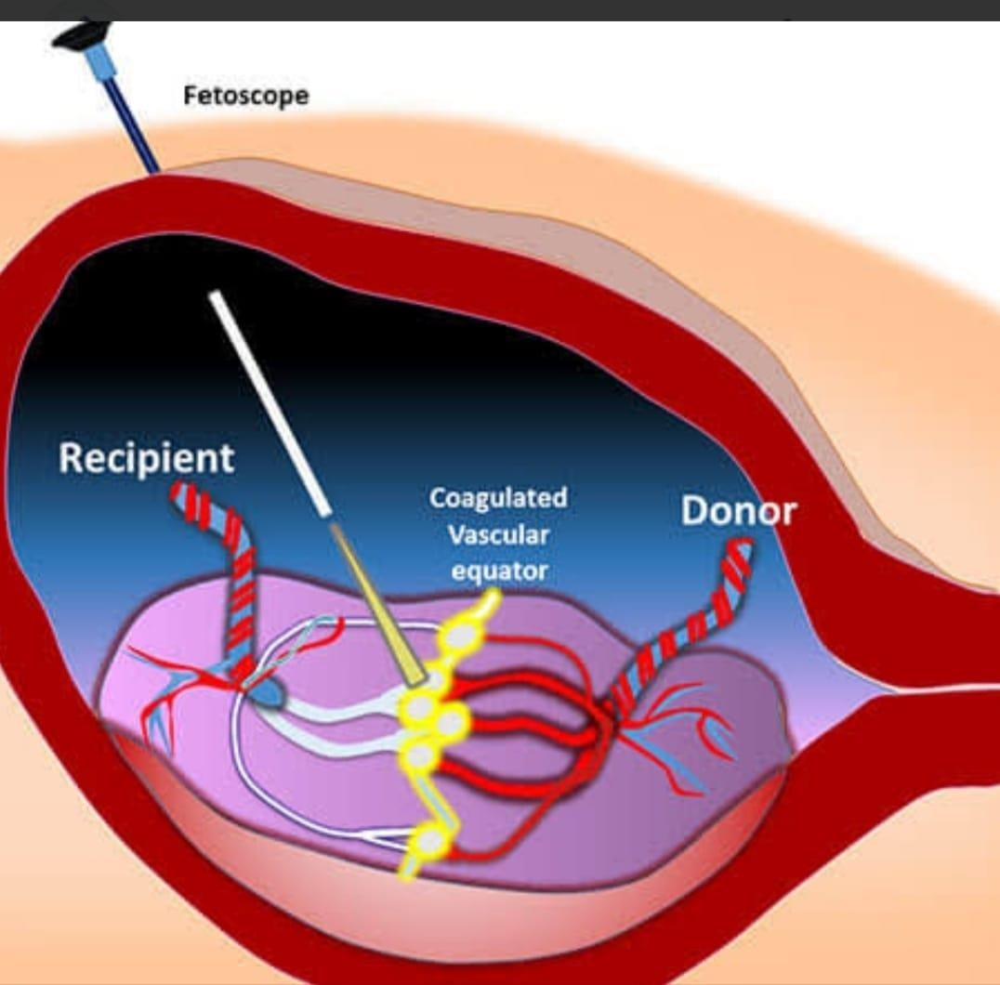 Fetoscope
Recipient
Coagulated
Vascular
equator
Donor